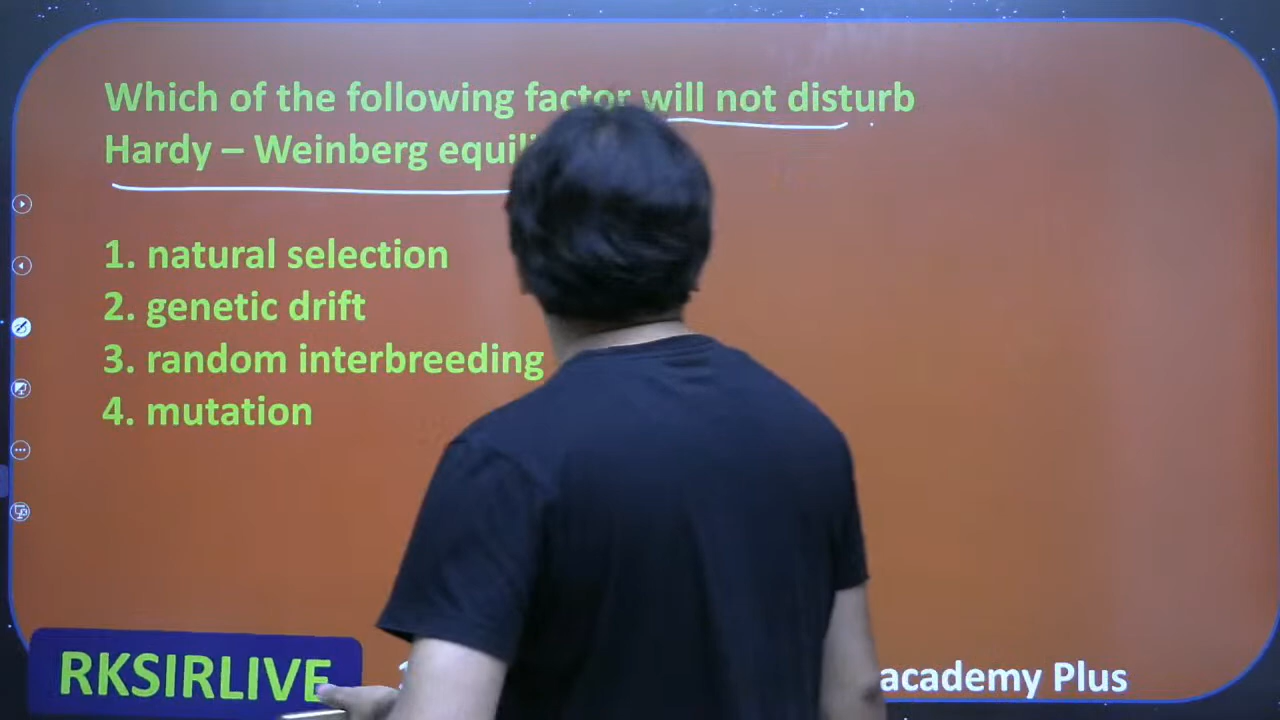 Which of the following factor will not disturb
Hardy – Weinberg
1. natural selection
2. genetic drift
3. random interbreeding
4. mutation
RKSIRLIVE
academy Plus